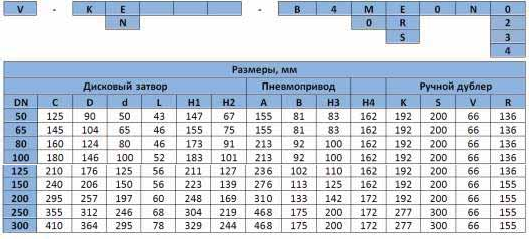 V - K E - B 4 M E 0 N 0
N 0 R 2
S 3
4
Размеры, мм
Дисковый затвор Пневмопривод Ручной дублер
DN C D d L H1 H2 A B H3 H4 K S V R
50 125 90 50 43 147 67 155 81 83 162 192 200 66 136
65 145 104 65 46 155 75 155 81 83 162 192 200 66 136
80 160 124 80 46 173 91 213 92 100 162 192 200 66 136
100 180 146 100 52 183 101 213 92 100 162 192 200 66 136
125 210 176 125 56 211 127 236 102 110 162 192 200 66 136
150 240 206 150 56 223 139 276 113 125 162 192 200 66 155
200 295 257 197 60 248 169 310 133 142 172 192 200 66 155
250 355 312 246 68 304 219 468 175 200 172 277 300 66 155
300 410 364 295 78 329 244 468 175 200 172 277 300 66 155